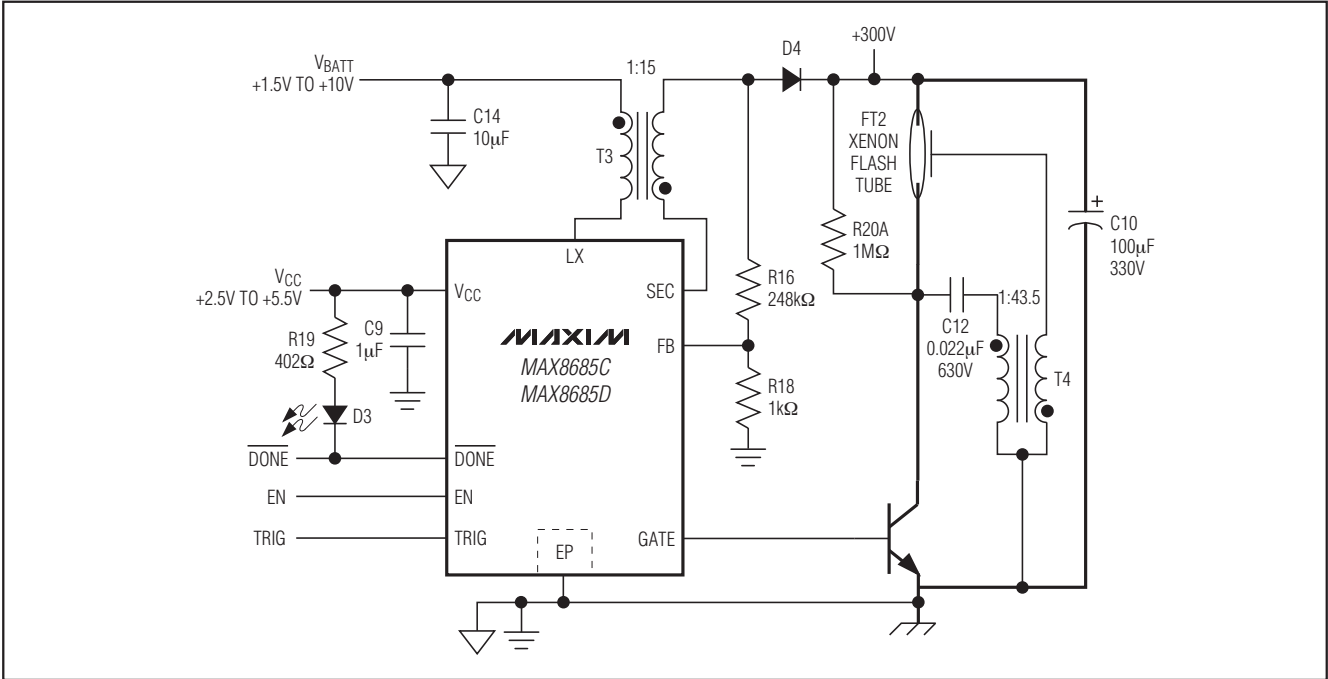 +300V
D4
1:15
VBATT
+1.5V TO +10V
C14
10μF
T3
FT2
XENON
FLASH
TUBE
+
C10
100μF
330V
R20A
1MΩ
LX
VCC
+2.5V TO +5.5V
VCC
SEC
R16
248kΩ
1:43.5
C12
0.022μF
630V
T4
R19
402Ω
C9
1μF
MAXIM
MAX8685C
MAX8685D
FB
R18
1kΩ
D3
DONE
DONE
EN
EN
TRIG
TRIG
EP
GATE